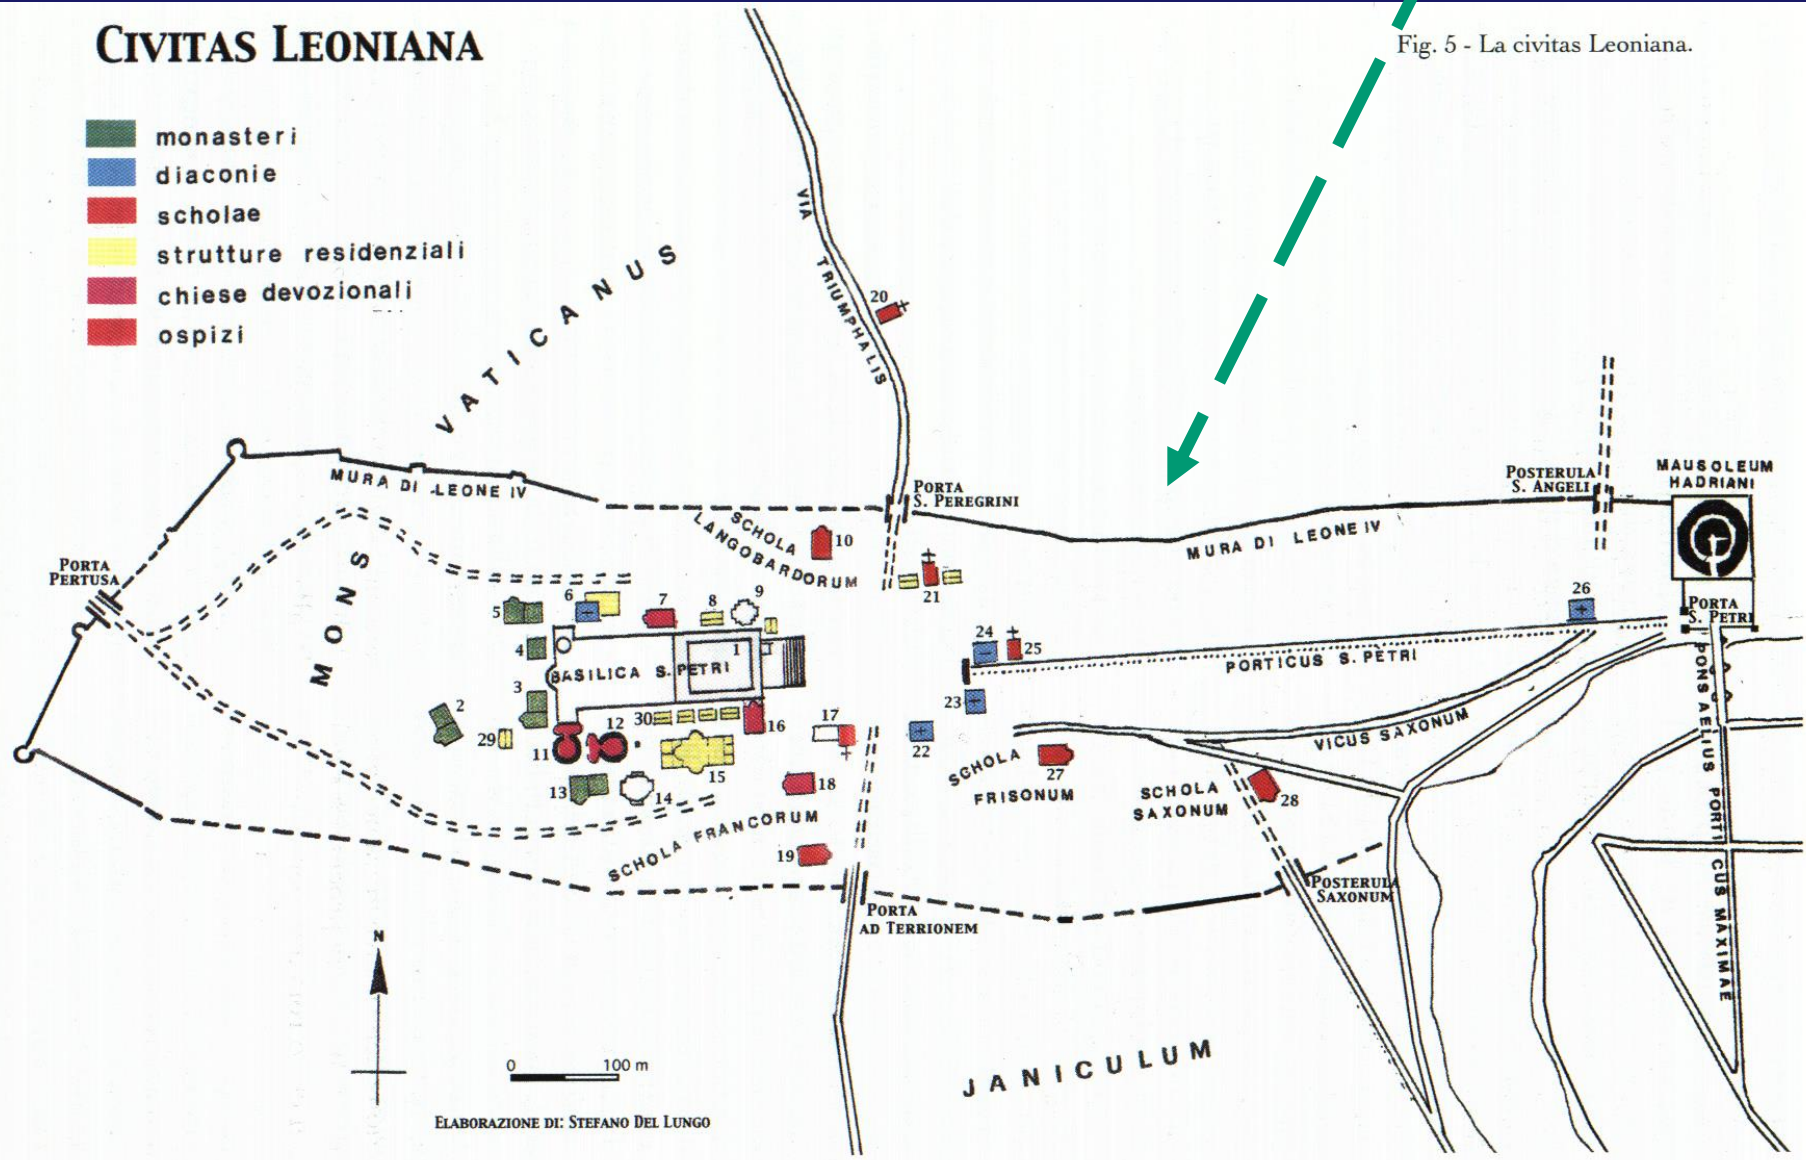 CIVITAS LEONIANA
Fig. 5 - La civitas Leoniana.
monasteri
diaconie
scholae
strutture residenziali
chiese devozionali
ospizi
VIA TRIUMPHALIS
MONS VATICANUS
20
MURA DI LEONE IV
PORTA
S. PEREGRINI
POSTERULA
S. ANGELI
MAUSOLEUM
HADRIANI
MURA DI LEONE IV
SCHOLA
LANGOBARDORUM
10
PORTA
PERTUSA
21
26
PORTA
S. PETRI
5
6
7
8
9
4
1
BASILICA S. PETRI
24
25
PORTICUS S. PETRI
3
2
23
29
30
11
12
15
16
17
22
VICUS SAXONUM
PONS AELIUS
SCHOLA
FRISONUM
27
SCHOLA
SAXONUM
28
13
14
18
SCHOLA FRANCORUM
19
PORTICUS MAXIMAE
POSTERULA
SAXONUM
PORTA
AD TERRIONEM
N
0 100 m
JANICULUM
ELABORAZIONE DI: STEFANO DEL LUNGO